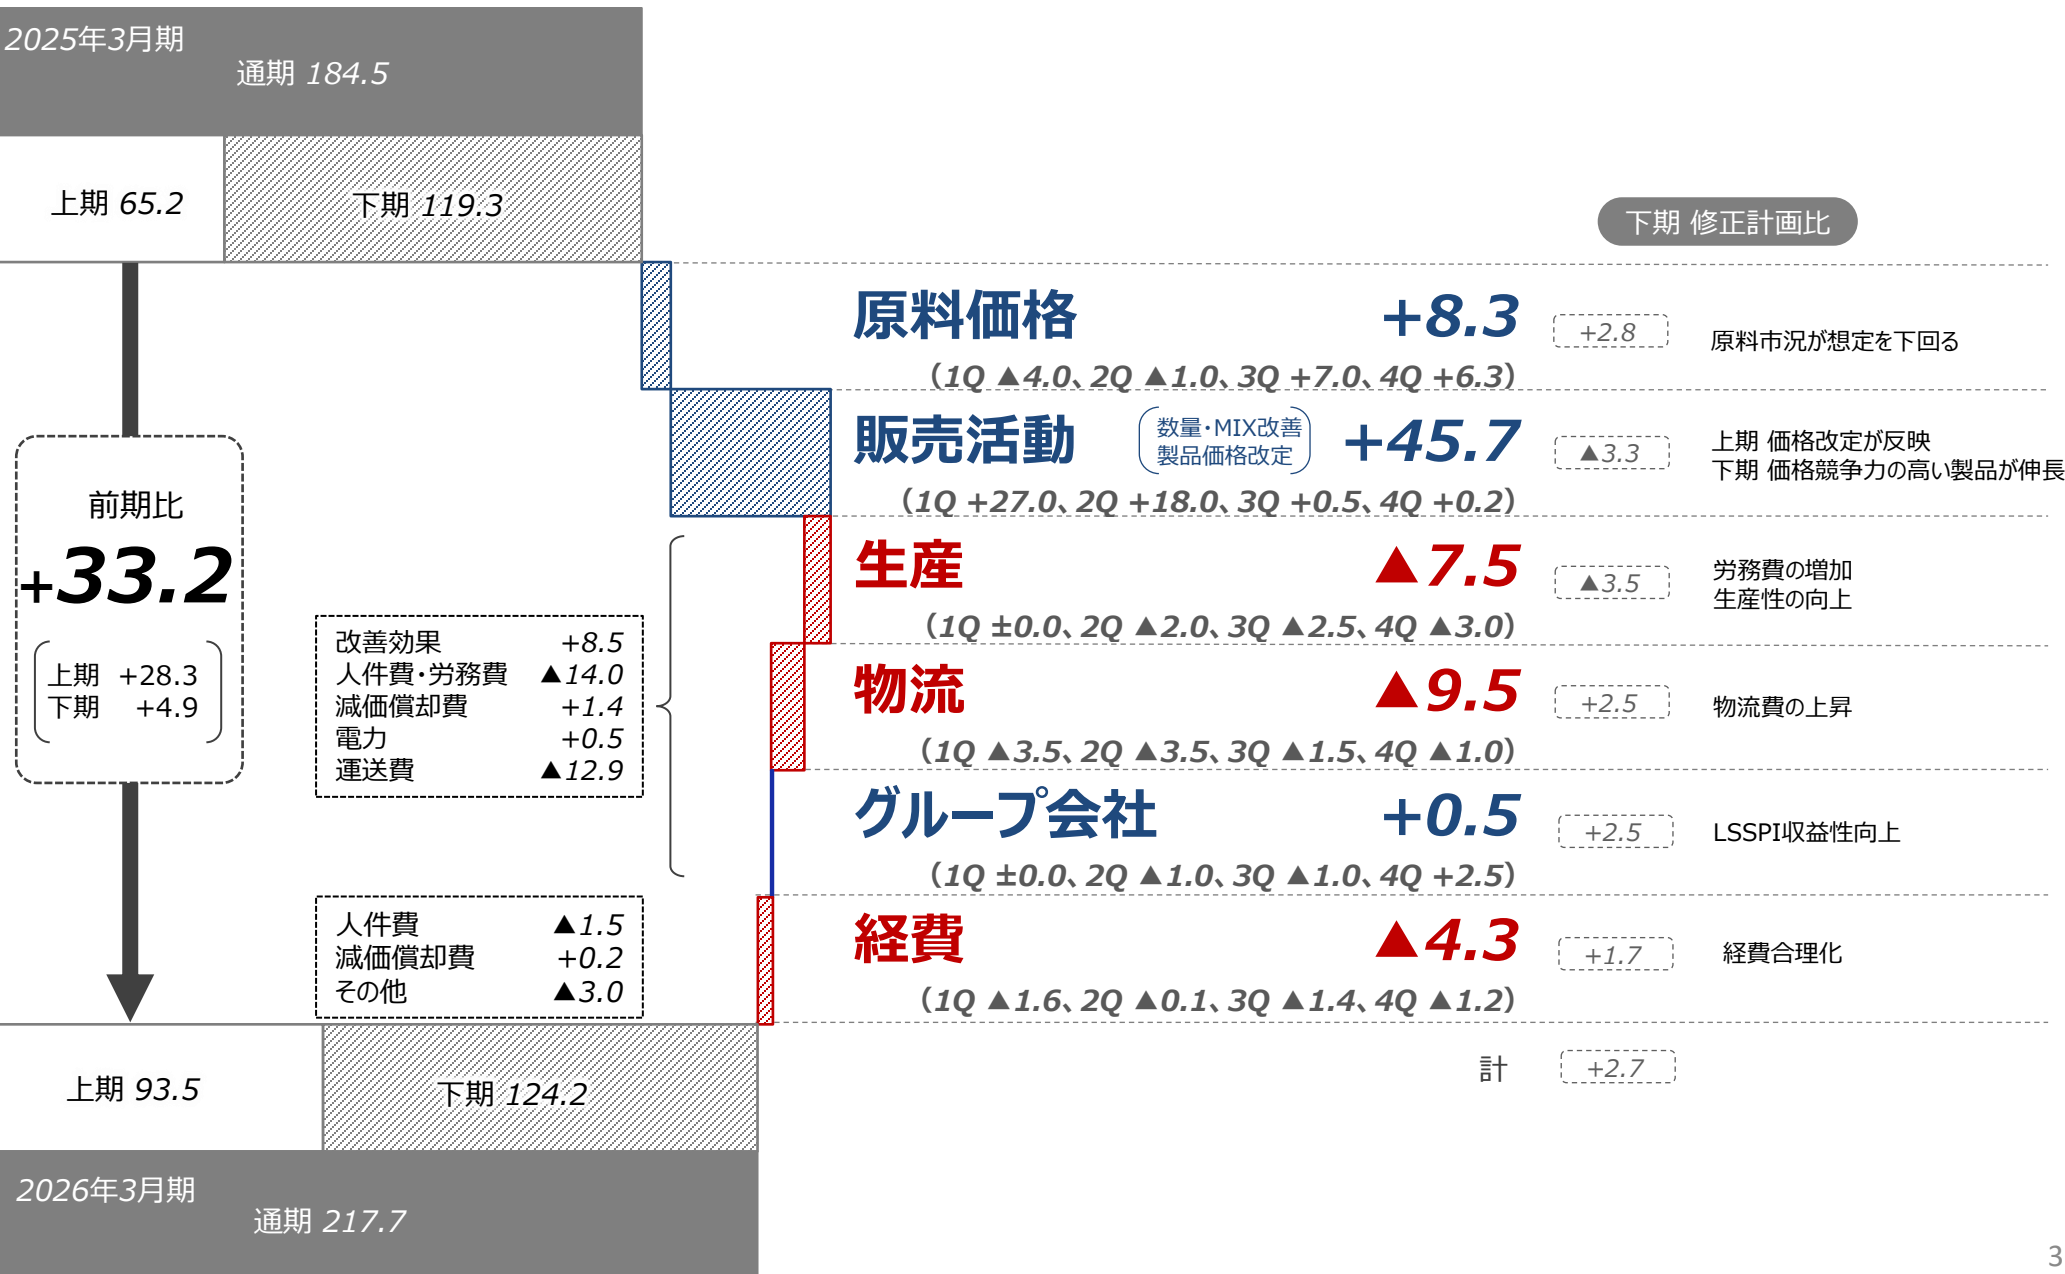 2025年3月期
通期 184.5
上期 65.2
下期 119.3
下期 修正計画比
原料価格 +8.3
+2.8
原料市況が想定を下回る
（1Q ▲4.0、2Q ▲1.0、3Q +7.0、4Q +6.3）
販売活動
数量・MIX改善
製品価格改定
+45.7
▲3.3
上期 価格改定が反映
下期 価格競争力の高い製品が伸長
（1Q +27.0、2Q +18.0、3Q +0.5、4Q +0.2）
前期比
+33.2
上期 +28.3
下期 +4.9
改善効果 +8.5
人件費・労務費 ▲14.0
減価償却費 +1.4
電力 +0.5
運送費 ▲12.9
生産 ▲7.5
▲3.5
労務費の増加
生産性の向上
（1Q ±0.0、2Q ▲2.0、3Q ▲2.5、4Q ▲3.0）
物流 ▲9.5
+2.5
物流費の上昇
（1Q ▲3.5、2Q ▲3.5、3Q ▲1.5、4Q ▲1.0）
グループ会社 +0.5
+2.5
LSSPI収益性向上
（1Q ±0.0、2Q ▲1.0、3Q ▲1.0、4Q +2.5）
人件費 ▲1.5
減価償却費 +0.2
その他 ▲3.0
経費 ▲4.3
+1.7
経費合理化
（1Q ▲1.6、2Q ▲0.1、3Q ▲1.4、4Q ▲1.2）
計 +2.7
上期 93.5
下期 124.2
2026年3月期
通期 217.7
3